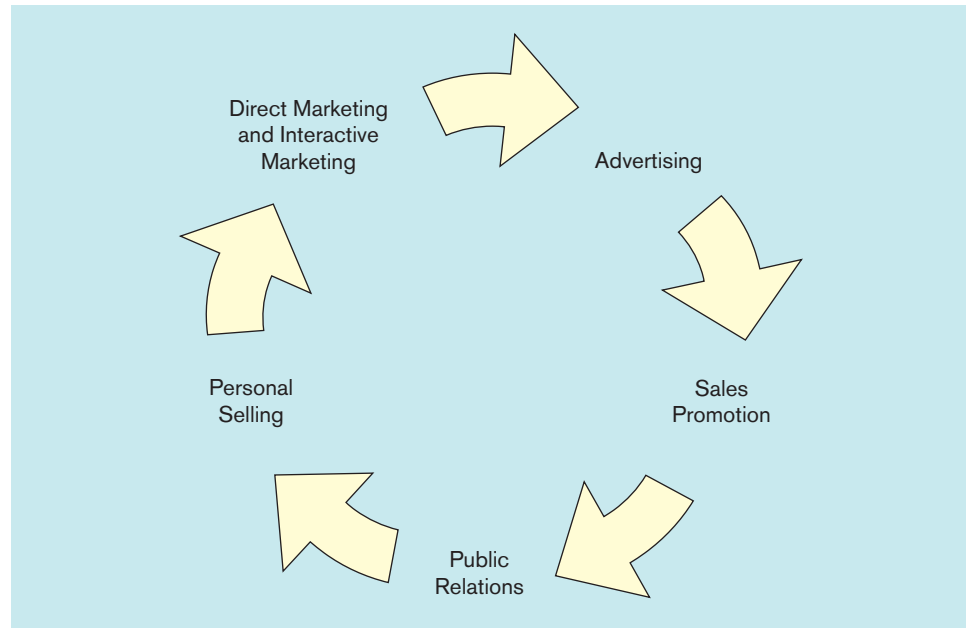 Direct Marketing
and Interactive
Marketing
Advertising
Sales
Promotion
Public
Relations
Personal
Selling